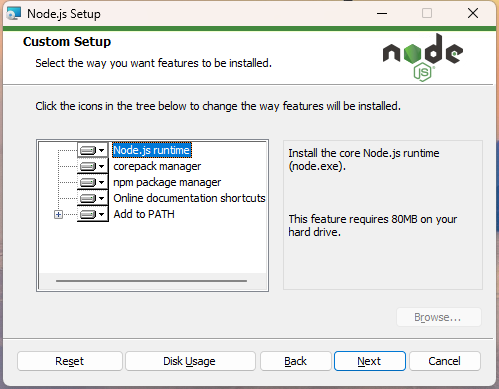 Node.js Setup
Custom Setup
Select the way you want features to be installed.
node
JS
Click the icons in the tree below to change the way features will be installed.
Node.js runtime
corepack manager
npm package manager
Online documentation shortcuts
Add to PATH
Install the core Node.js runtime
(node.exe).
This feature requires 80MB on your
hard drive.
Browse...
Reset
Disk Usage
Back
Next
Cancel